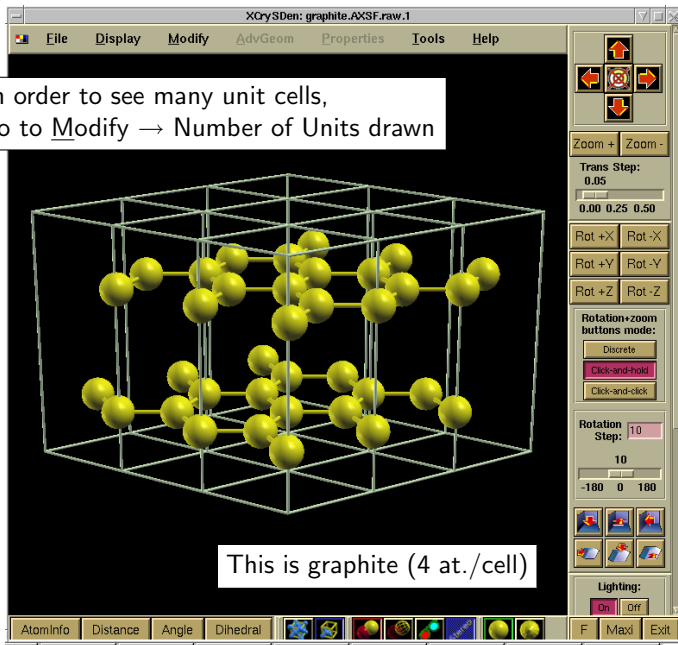 XCrySDen: graphite.AXSF.raw.1
File Display Modify AdvGeom Properties Tools Help
n order to see many unit cells,
o to Modify → Number of Units drawn
Zoom + Zoom -
Trans Step:
0.05
0.00 0.25 0.50
Rot +X Rot -X
Rot +Y Rot -Y
Rot +Z Rot -Z
Rotation+zoom
buttons mode:
Discrete
Click-and-hold
Click-and-click
Rotation
Step: 10
10
-180 0 180
This is graphite (4 at./cell)
Lighting:
On Off
AtomInfo Distance Angle Dihedral stereo F Maxi Exit